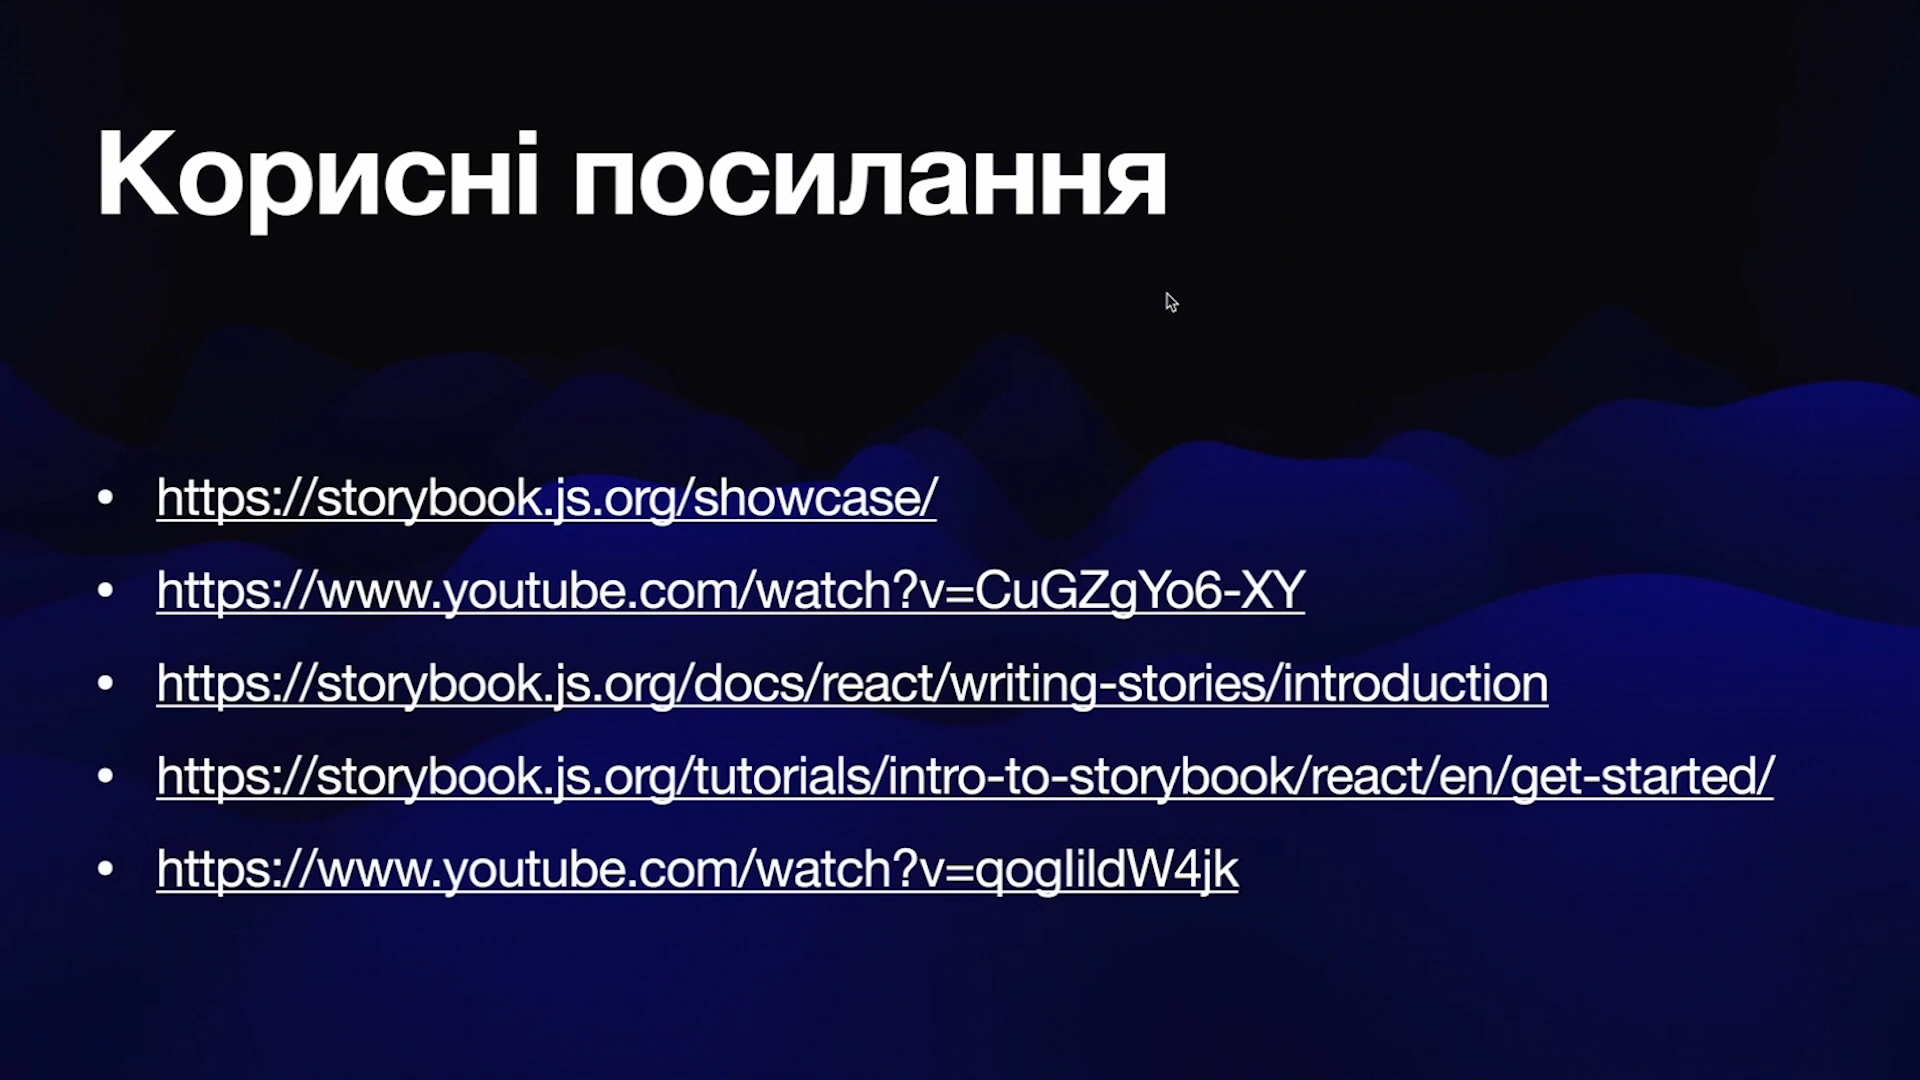 Корисні посилання
• https://storybook.js.org/showcase/
• https://www.youtube.com/watch?v=CuGZgYo6-XY
• https://storybook.js.org/docs/react/writing-stories/introduction
• https://storybook.js.org/tutorials/intro-to-storybook/react/en/get-started/
• https://www.youtube.com/watch?v=qogIildW4jk